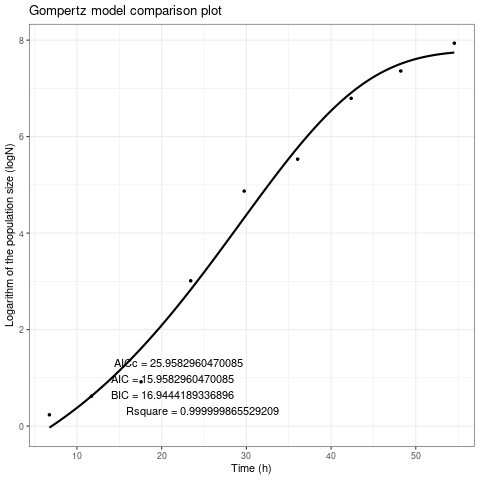 Gompertz model comparison plot
8
6
4
2
0
Logarithm of the population size (logN)
AICc = 25.9582960470085
AIC = 15.9582960470085
BIC = 16.9444189336896
Rsquare = 0.999999865529209
10
20
30
40
50
Time (h)